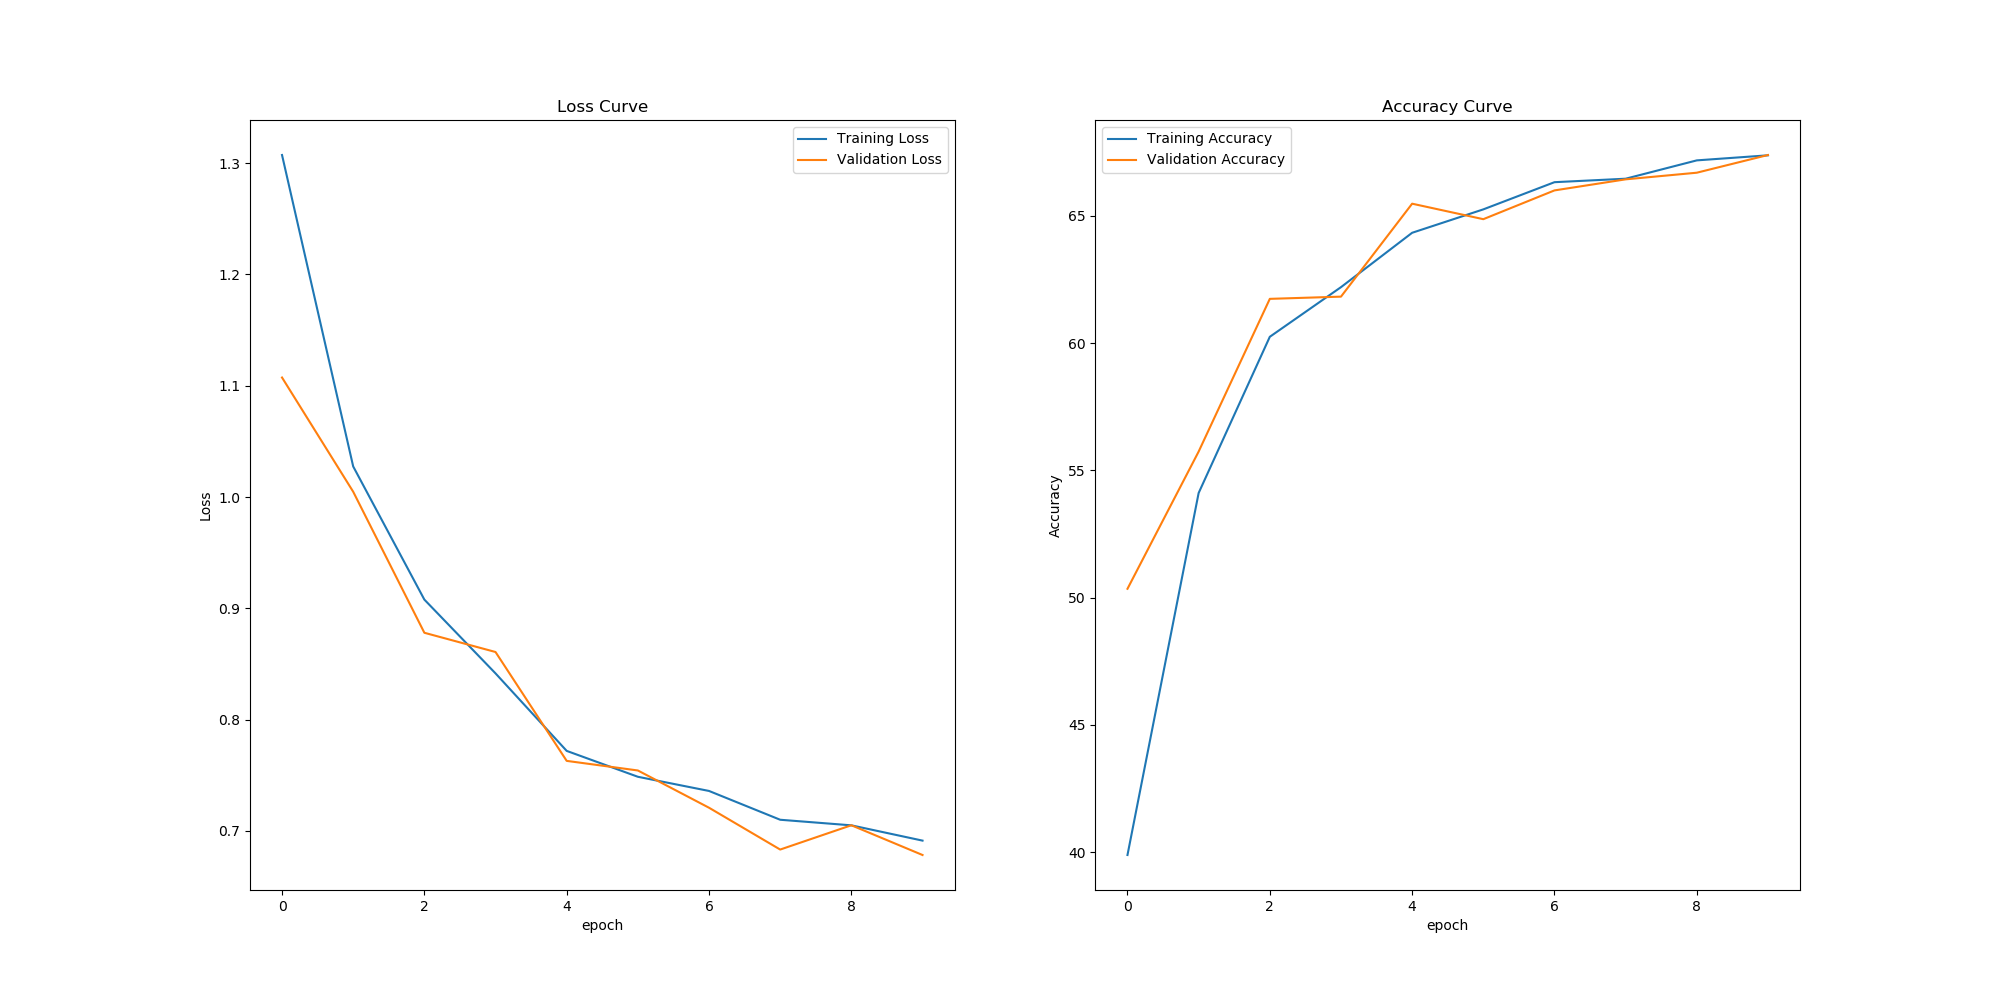 Loss Curve
Training Loss
Validation Loss
1.3
1.2
1.1
1.0
0.9
0.8
0.7
Loss
0 2 4 6 8
epoch
Accuracy Curve
Training Accuracy
Validation Accuracy
65
60
55
50
45
40
Accuracy
0 2 4 6 8
epoch